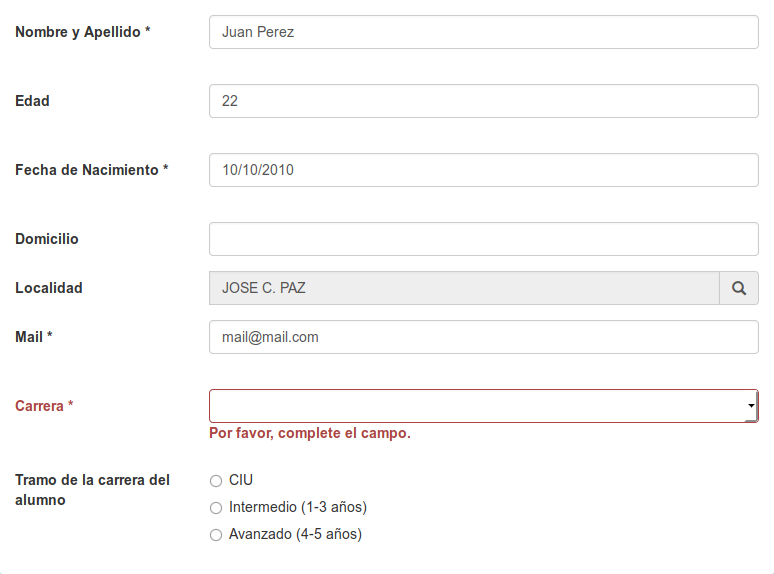 Nombre y Apellido * Juan Perez
Edad 22
Fecha de Nacimiento * 10/10/2010
Domicilio
Localidad JOSE C. PAZ
Mail * mail@mail.com
Carrera *
Por favor, complete el campo.
Tramo de la carrera del
alumno
CIU
Intermedio (1-3 años)
Avanzado (4-5 años)